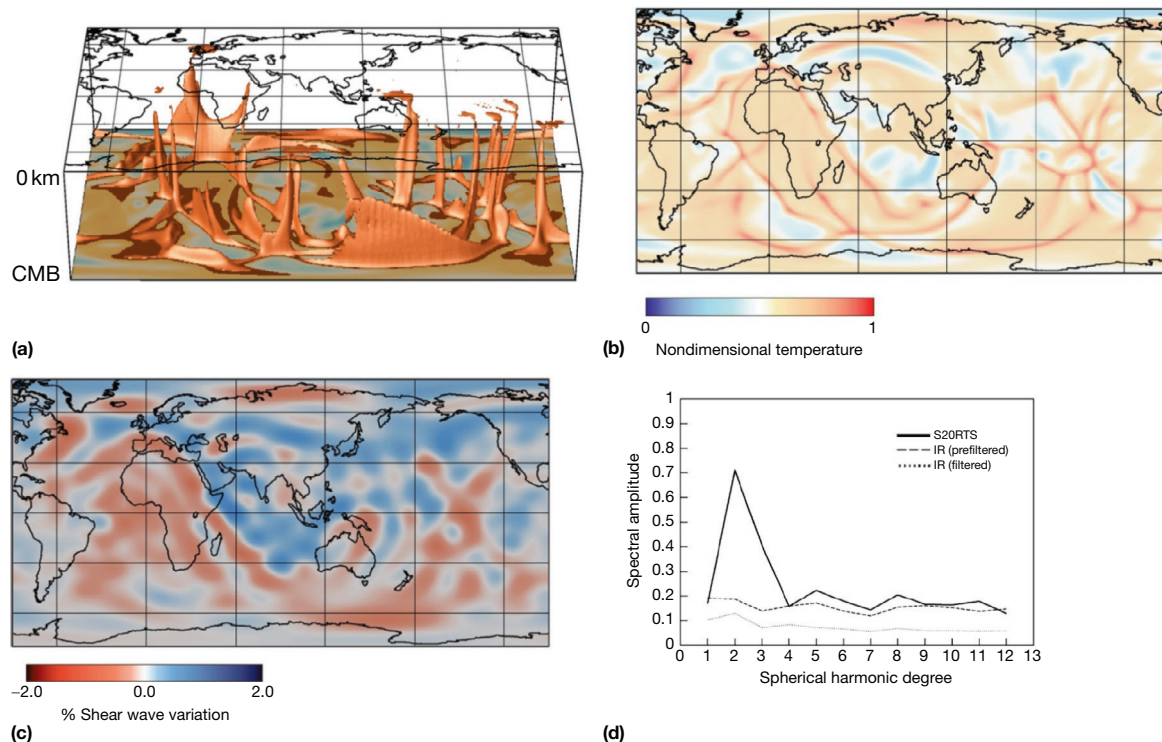 0 km
CMB
(a)
0
1
Nondimensional temperature
(b)
−2.0
0.0
2.0
% Shear wave variation
(c)
1
0.9
0.8
0.7
0.6
0.5
0.4
0.3
0.2
0.1
0
Spectral amplitude
S20RTS
IR (prefiltered)
IR (filtered)
0 1 2 3 4 5 6 7 8 9 10 11 12 13
Spherical harmonic degree
(d)